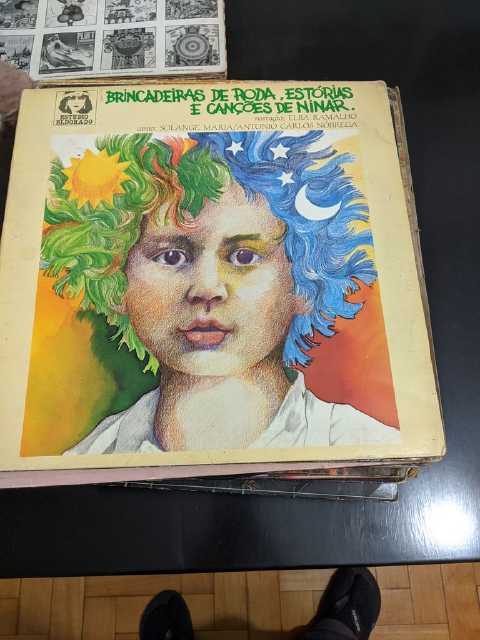 BRINCADEIRAS DE RODA, ESTÓRIAS
E CANÇÕES DE NINAR.
narração: ELBA RAMALHO
canto: SOLANGE MARIA/ANTONIO CARLOS NÓBREGA
ESTÚDIO
ELDORADO